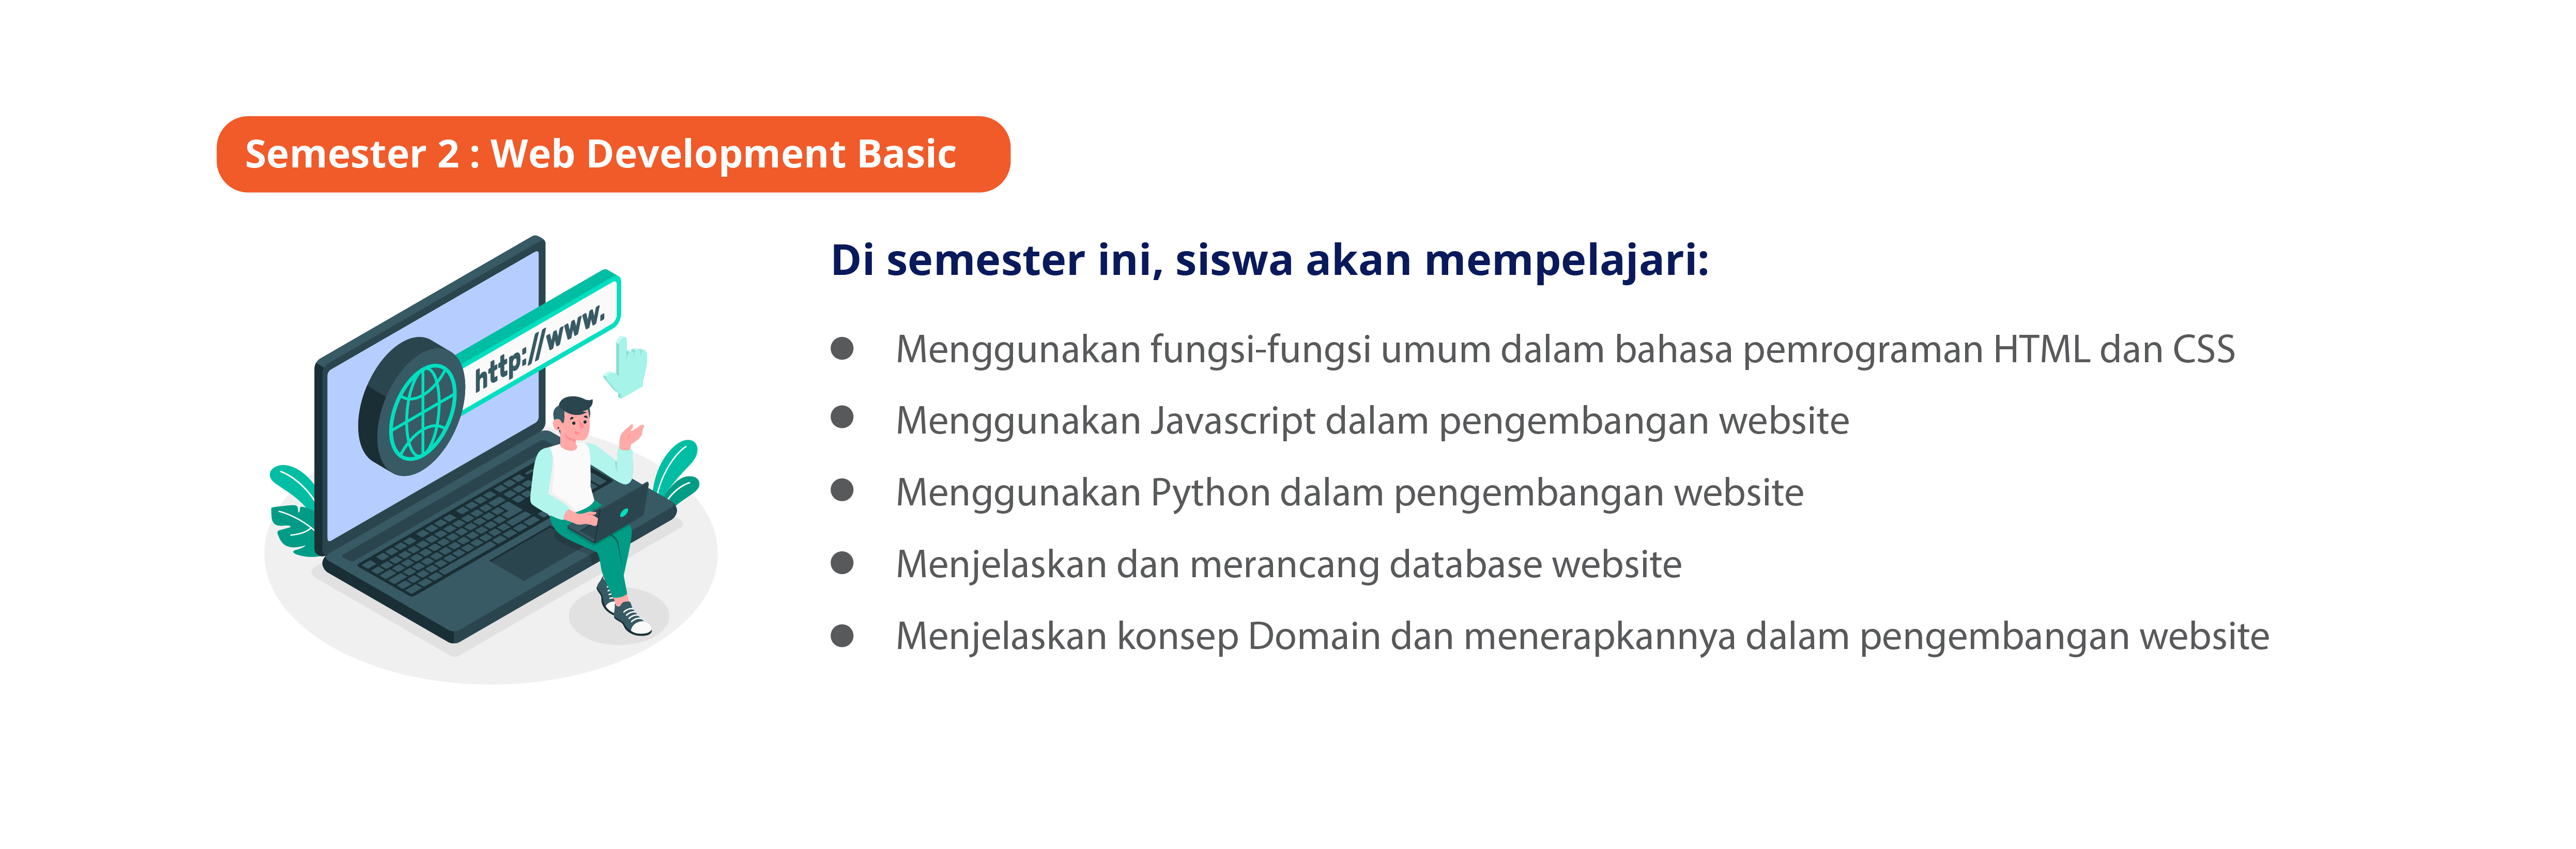 Semester 2 : Web Development Basic
http://www.
Di semester ini, siswa akan mempelajari:
● Menggunakan fungsi-fungsi umum dalam bahasa pemrograman HTML dan CSS
● Menggunakan Javascript dalam pengembangan website
● Menggunakan Python dalam pengembangan website
● Menjelaskan dan merancang database website
● Menjelaskan konsep Domain dan menerapkannya dalam pengembangan website